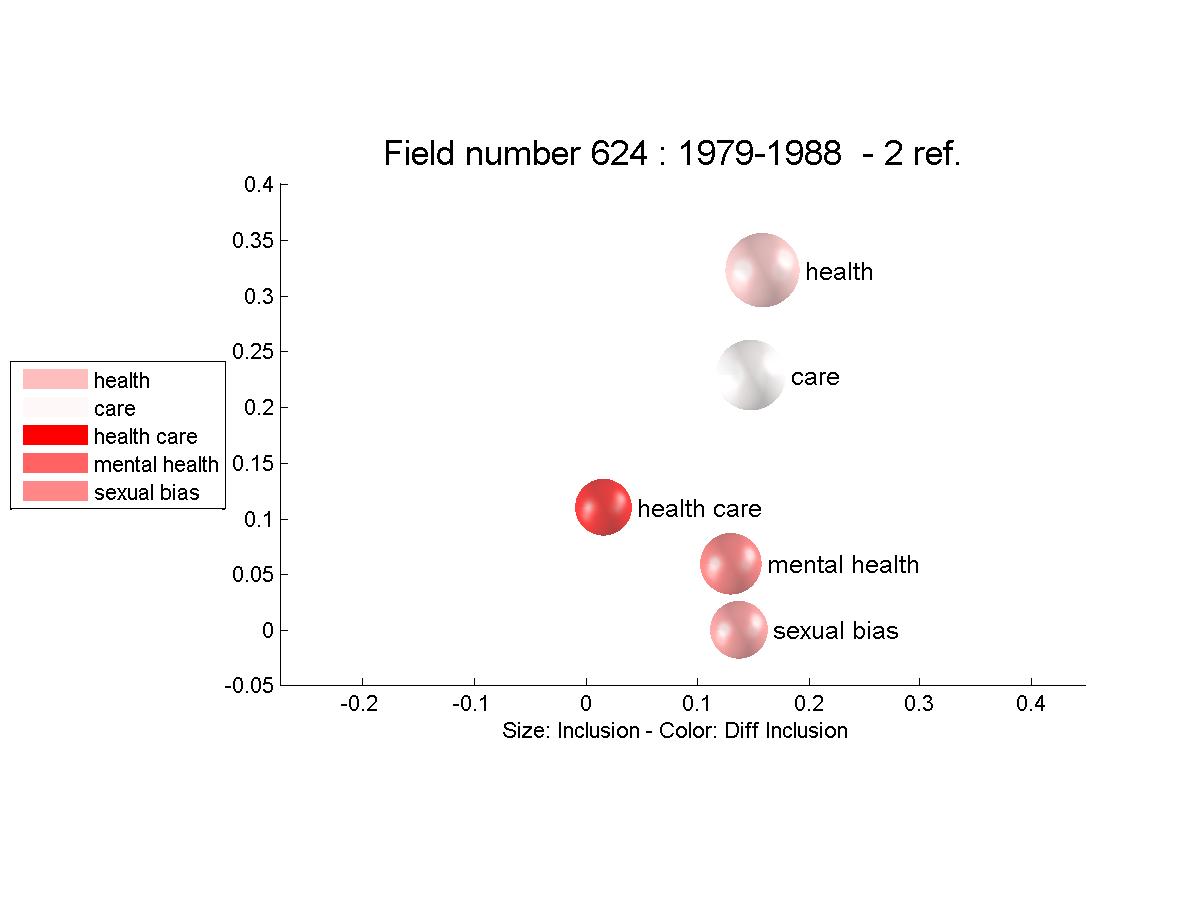 Field number 624 : 1979-1988  - 2 ref.
0.4
0.35
0.3
0.25
0.2
0.15
0.1
0.05
0
-0.05
health
care
health care
mental health
sexual bias
health
care
health care
mental health
sexual bias
-0.2 -0.1 0 0.1 0.2 0.3 0.4
Size: Inclusion - Color: Diff Inclusion